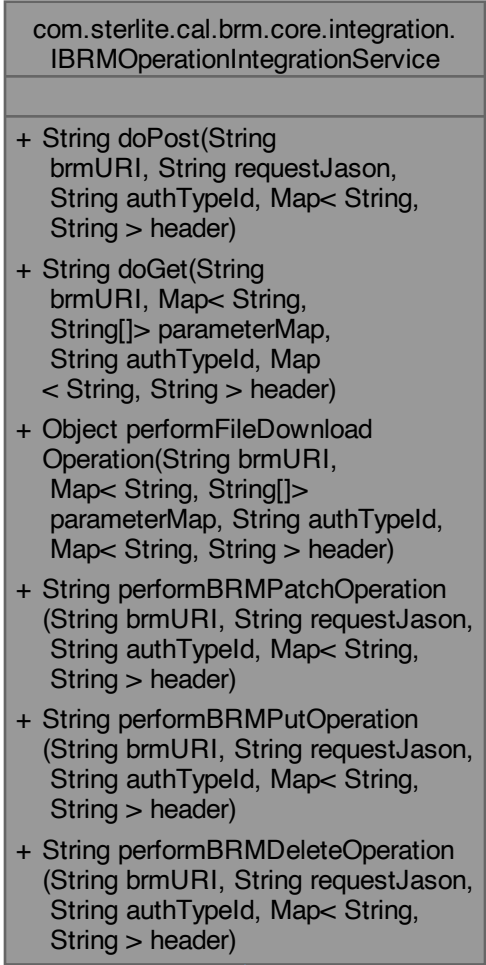 com.sterlite.cal.brm.core.integration.
IBRMOperationIntegrationService
+ String doPost(String
brmURI, String requestJason,
String authTypeId, Map< String,
String > header)
+ String doGet(String
brmURI, Map< String,
String[]> parameterMap,
String authTypeId, Map
< String, String > header)
+ Object performFileDownload
Operation(String brmURI,
Map< String, String[]>
parameterMap, String authTypeId,
Map< String, String > header)
+ String performBRMPatchOperation
(String brmURI, String requestJason,
String authTypeId, Map< String,
String > header)
+ String performBRMPutOperation
(String brmURI, String requestJason,
String authTypeId, Map< String,
String > header)
+ String performBRMDeleteOperation
(String brmURI, String requestJason,
String authTypeId, Map< String,
String > header)